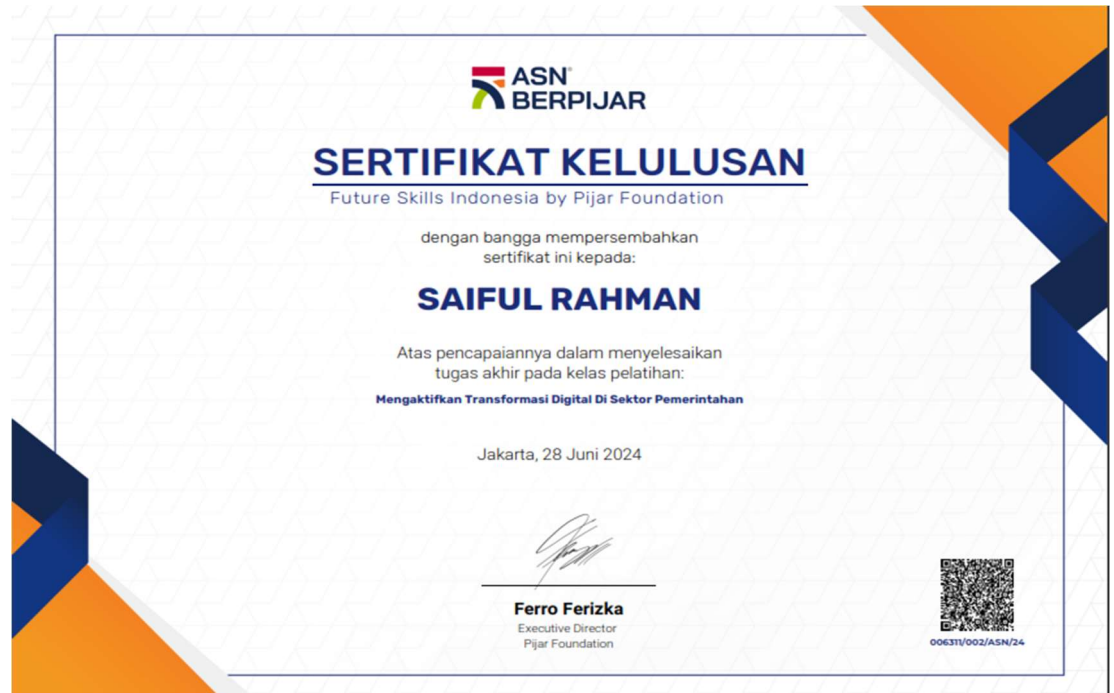 ASN
BERPIJAR
SERTIFIKAT KELULUSAN
Future Skills Indonesia by Pijar Foundation
dengan bangga mempersembahkan
sertifikat ini kepada:
SAIFUL RAHMAN
Atas pencapaiannya dalam menyelesaikan
tugas akhir pada kelas pelatihan:
Mengaktifkan Transformasi Digital Di Sektor Pemerintahan
Jakarta, 28 Juni 2024
Ferro Ferizka
Executive Director
Pijar Foundation
006311/002/ASN/24